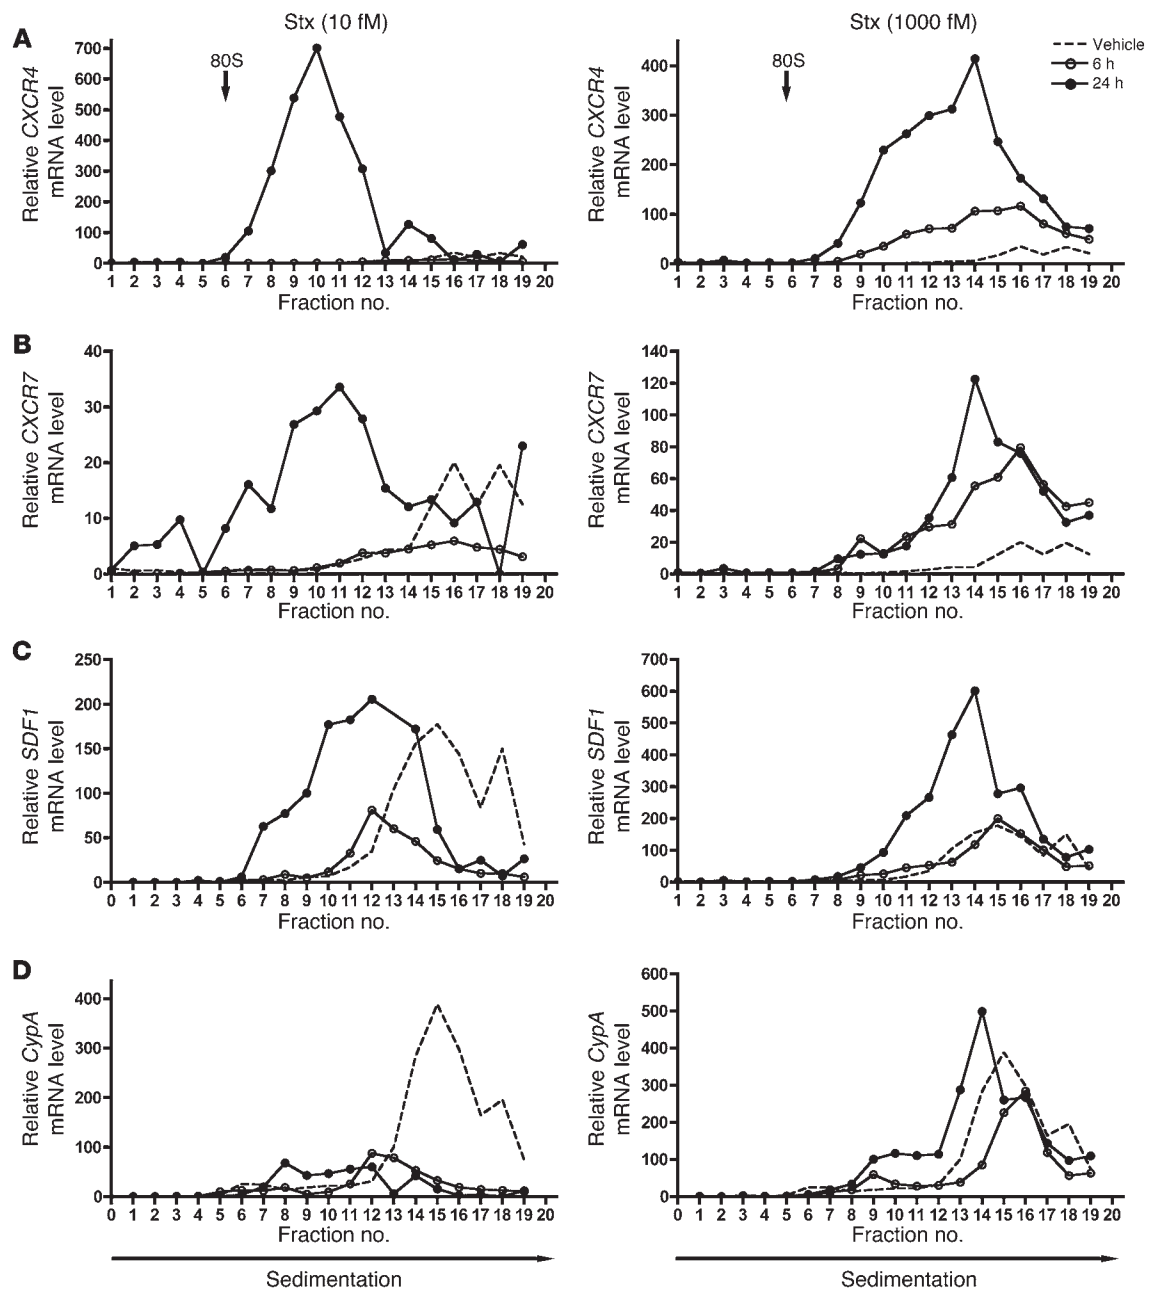 Stx (10 fM)
Stx (1000 fM)
A
Relative CXCR4
mRNA level
700
600
500
400
300
200
100
0
80S
1 2 3 4 5 6 7 8 9 10 11 12 13 14 15 16 17 18 19 20
Fraction no.
Relative CXCR4
mRNA level
400
300
200
100
0
80S
Vehicle
6 h
24 h
1 2 3 4 5 6 7 8 9 10 11 12 13 14 15 16 17 18 19 20
Fraction no.
B
Relative CXCR7
mRNA level
40
30
20
10
0
1 2 3 4 5 6 7 8 9 10 11 12 13 14 15 16 17 18 19 20
Fraction no.
Relative CXCR7
mRNA level
140
120
100
80
60
40
20
0
1 2 3 4 5 6 7 8 9 10 11 12 13 14 15 16 17 18 19 20
Fraction no.
C
Relative SDF1
mRNA level
250
200
150
100
50
0
0 1 2 3 4 5 6 7 8 9 10 11 12 13 14 15 16 17 18 19 20
Fraction no.
Relative SDF1
mRNA level
700
600
500
400
300
200
100
0
1 2 3 4 5 6 7 8 9 10 11 12 13 14 15 16 17 18 19 20
Fraction no.
D
Relative CypA
mRNA level
400
300
200
100
0
0 1 2 3 4 5 6 7 8 9 10 11 12 13 14 15 16 17 18 19 20
Fraction no.
Sedimentation
Relative CypA
mRNA level
600
500
400
300
200
100
0
0 1 2 3 4 5 6 7 8 9 10 11 12 13 14 15 16 17 18 19 20
Fraction no.
Sedimentation